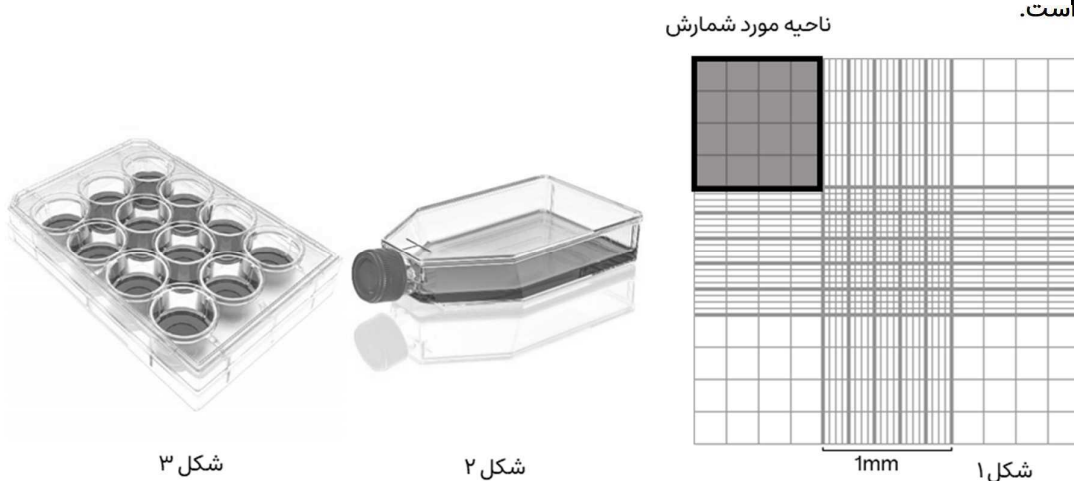 است.
ناحیه مورد شمارش
1mm
شکل ۱
شکل ۲
شکل ۳